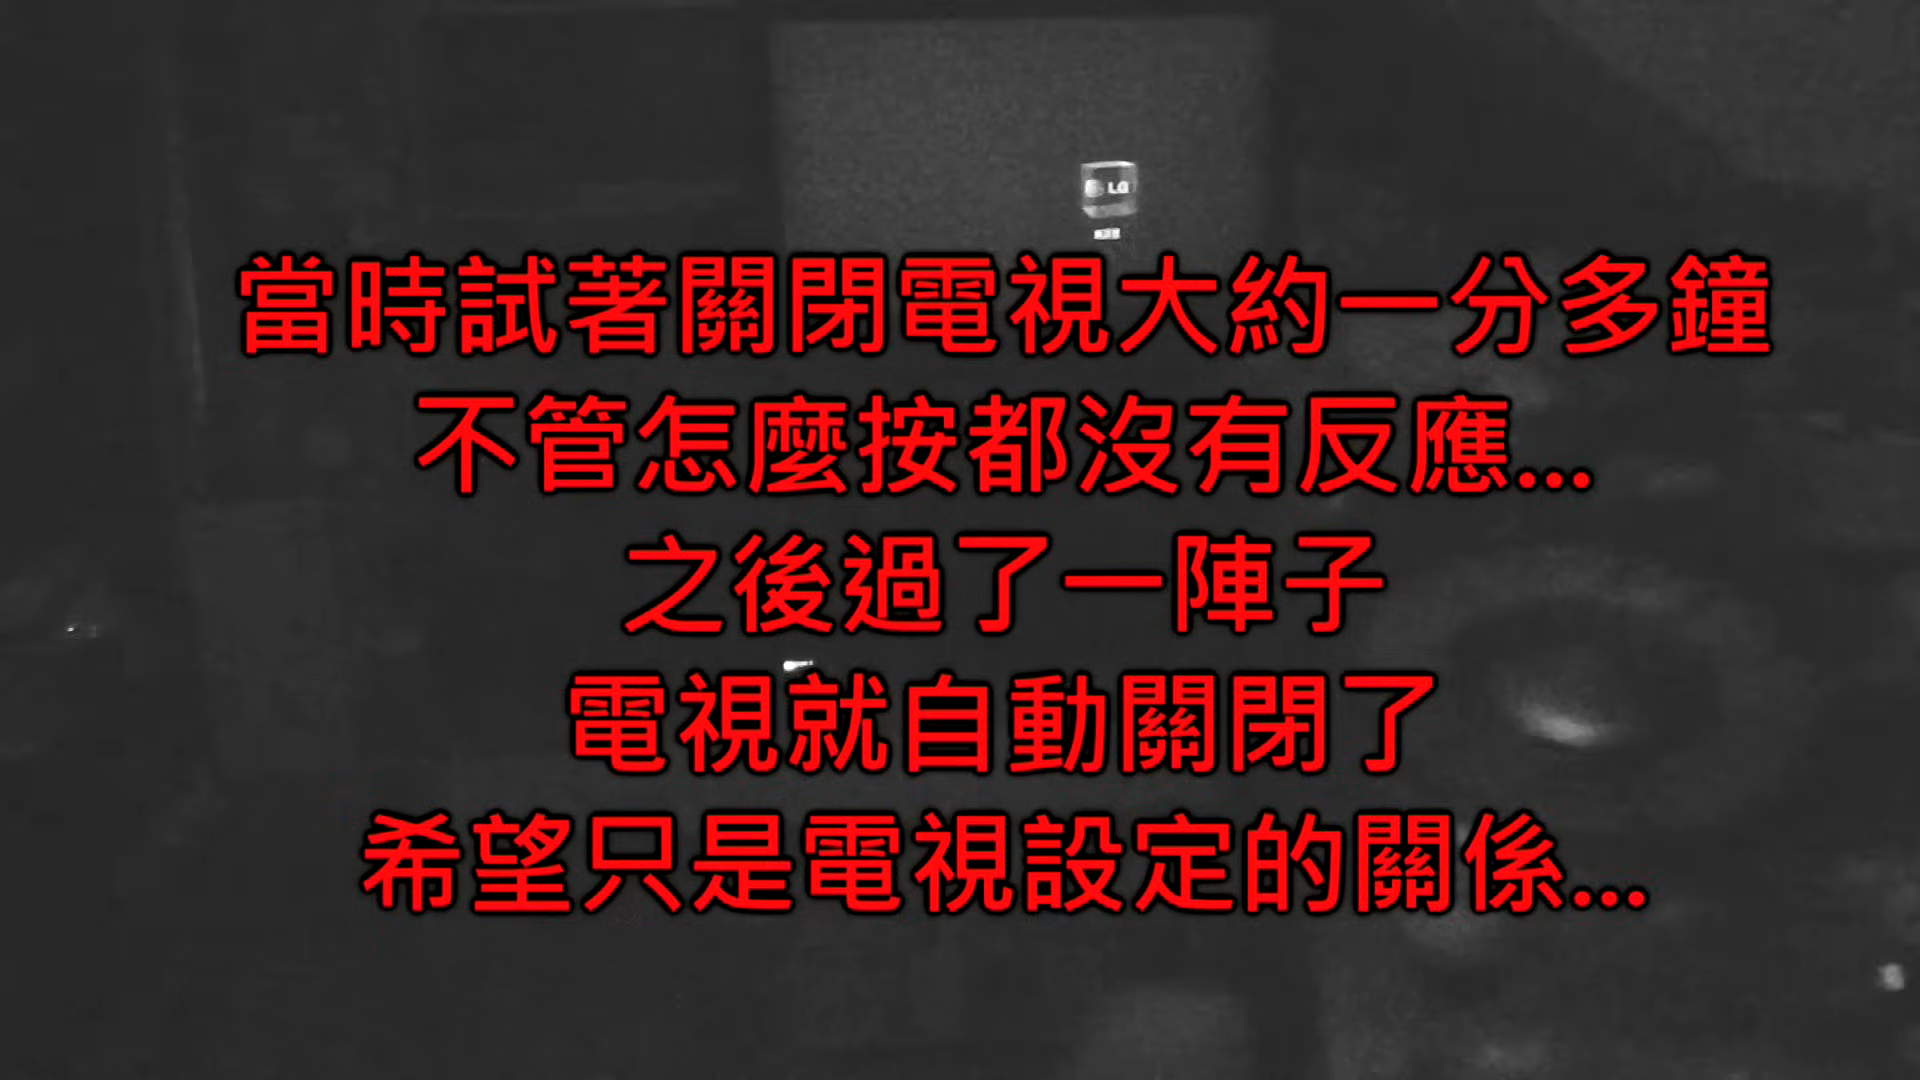 LG
當時試著關閉電視大約一分多鐘
不管怎麼按都沒有反應...
之後過了一陣子
電視就自動關閉了
希望只是電視設定的關係...